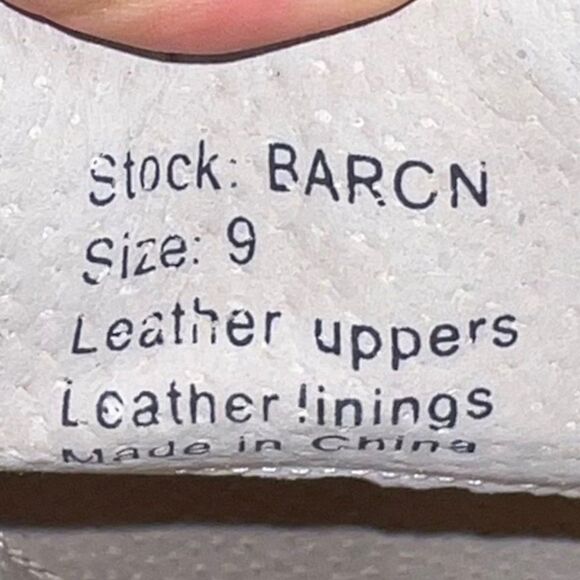 Stock: BARCN
Size: 9
Leather uppers
Leather linings
Made in China